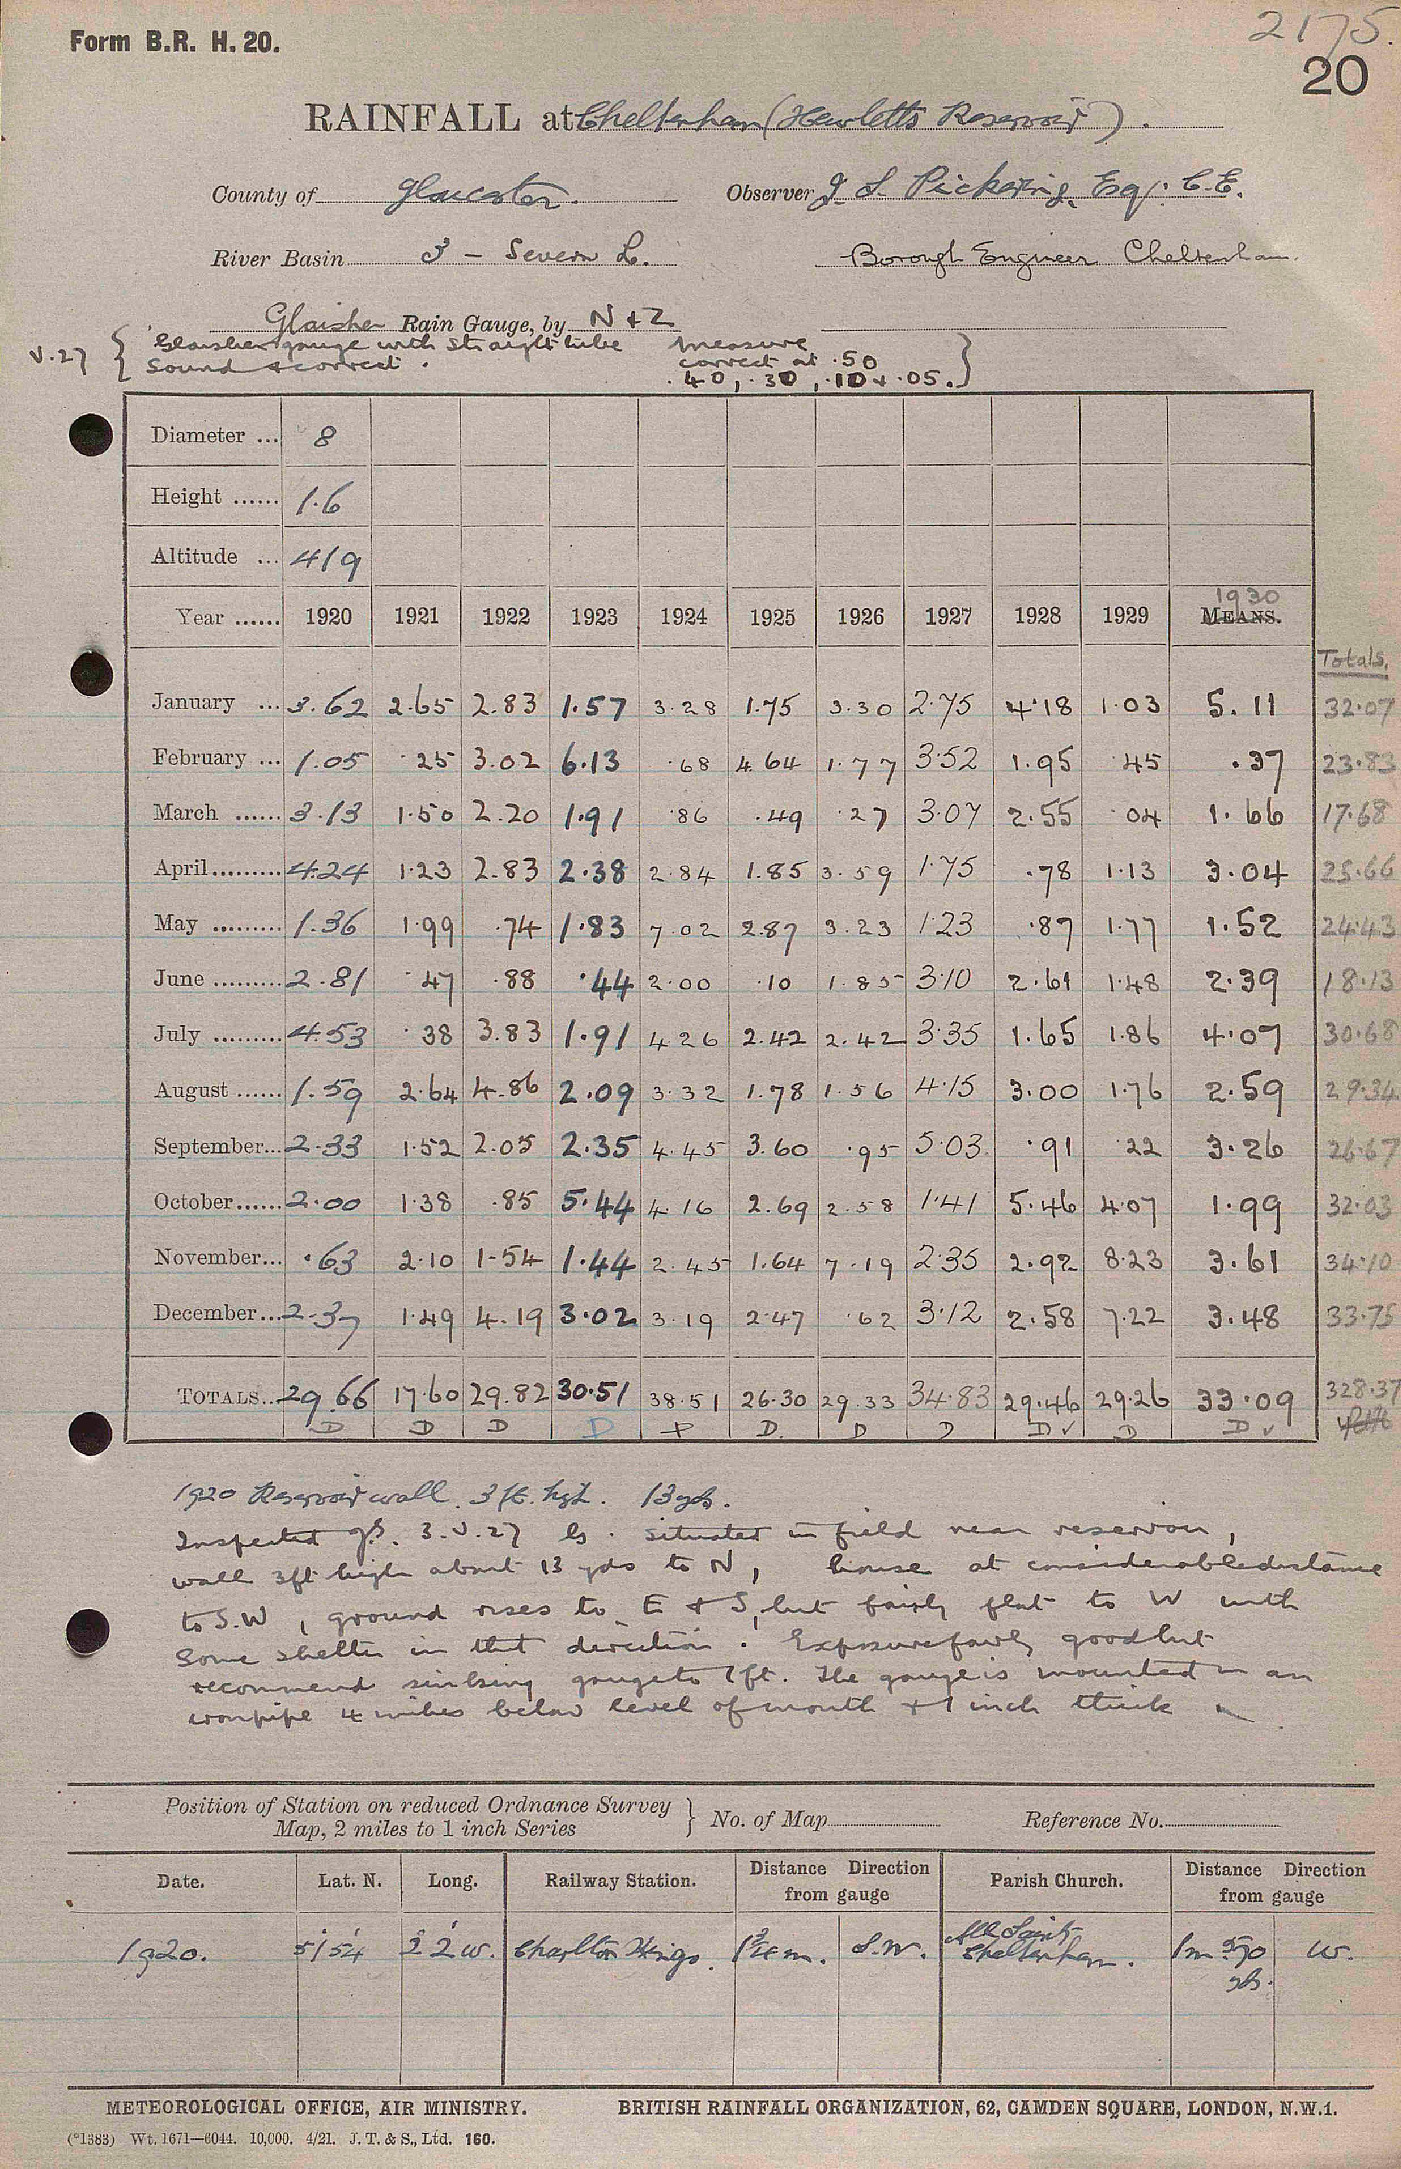 Form B.R. H. 20.
2175.
20
RAINFALL at Cheltenham (Hewletts Reservoir).
County of Gloucester. Observer J. S. Pickering, Esq. C.E.
River Basin 3 – Severn L. Borough Engineer Cheltenham.
Glaisher Rain Gauge, by N & Z
V.27 { Glaisher gauge with straight tube Measure
sound & correct. correct at .50
.40, .30, .10 & .05. }
Diameter ... 8
Height ...... 1.6
Altitude ... 419
Year ...... 1920 1921 1922 1923 1924 1925 1926 1927 1928 1929 1930 MEANS.
Totals.
January ... 3.62 2.65 2.83 1.57 3.28 1.75 3.30 2.75 4.18 1.03 5.11 32.07
February ... 1.05 .25 3.02 6.13 .68 4.64 1.77 3.52 1.95 .45 .37 23.83
March ...... 3.13 1.50 2.20 1.91 .86 .49 .27 3.07 2.55 .04 1.66 17.68
April......... 4.24 1.23 2.83 2.38 2.84 1.85 3.59 1.75 .78 1.13 3.04 25.66
May ......... 1.36 1.99 .74 1.83 7.02 2.87 3.23 1.23 .87 1.77 1.52 24.43
June ......... 2.81 .47 .88 .44 2.00 .10 1.85 3.10 2.61 1.48 2.39 18.13
July ......... 4.53 .38 3.83 1.91 4.26 2.42 2.42 3.35 1.65 1.86 4.07 30.68
August ...... 1.59 2.64 4.86 2.09 3.32 1.78 1.56 4.15 3.00 1.76 2.59 29.34
September... 2.33 1.52 2.05 2.35 4.45 3.60 .95 5.03 .91 .22 3.26 26.67
October...... 2.00 1.38 .85 5.44 4.16 2.69 2.58 1.41 5.46 4.07 1.99 32.03
November... .63 2.10 1.54 1.44 2.45 1.64 7.19 2.35 2.92 8.23 3.61 34.10
December... 2.37 1.49 4.19 3.02 3.19 2.47 .62 3.12 2.58 7.22 3.48 33.75
TOTALS... 29.66 17.60 29.82 30.51 38.51 26.30 29.33 34.83 29.46 29.26 33.09 328.37
D D D D D D. D D D ✓ D D ✓
1920 Reservoir wall. 3 ft. high. 13 yds.
Inspected 3.V.27 situated in field near reservoir,
wall 3ft high about 13 yds to N, house at considerable distance
to S.W, ground rises to E & S, but fairly flat to W with
some shelter in that direction. Exposure fairly good but
recommend sinking gauge to 1 ft. The gauge is mounted in an
iron pipe 4 inches below level of mouth & 1 inch thick
Position of Station on reduced Ordnance Survey
Map, 2 miles to 1 inch Series } No. of Map Reference No.
Date. Lat. N. Long. Railway Station. Distance Direction from gauge Parish Church. Distance Direction from gauge
1920. 51 54 2 2 W. Charlton Kings. 1¾ m. S.W. All Saints Cheltenham. 1m 570 yds. W.
METEOROLOGICAL OFFICE, AIR MINISTRY. BRITISH RAINFALL ORGANIZATION, 62, CAMDEN SQUARE, LONDON, N.W.1.
(*1383) Wt. 1671—6044. 10,000. 4/21. J. T. & S., Ltd. 160.